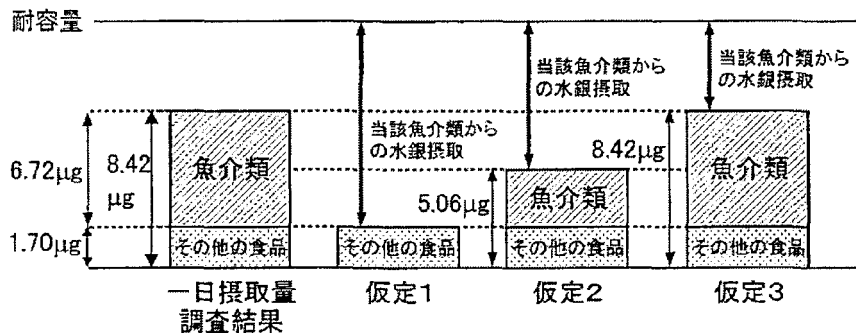 耐容量
当該魚介類から
の水銀摂取
当該魚介類から
の水銀摂取
当該魚介類から
の水銀摂取
6.72μg
8.42
μg
魚介類
5.06μg
魚介類
8.42μg
魚介類
1.70μg
その他の食品
その他の食品
その他の食品
その他の食品
一日摂取量
調査結果
仮定1
仮定2
仮定3